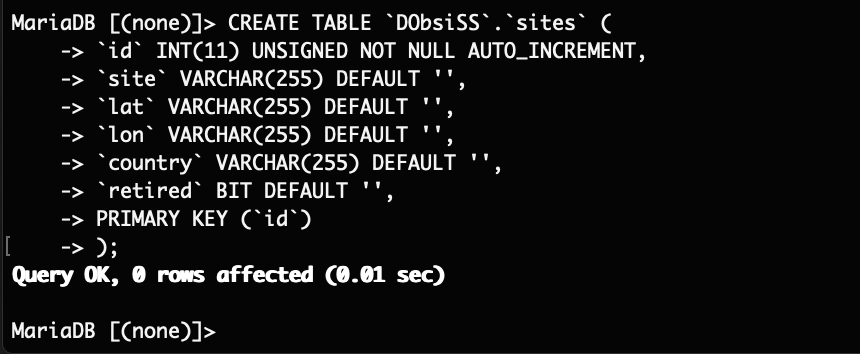 MariaDB [(none)]> CREATE TABLE `DObsiSS`.`sites` (
    -> `id` INT(11) UNSIGNED NOT NULL AUTO_INCREMENT,
    -> `site` VARCHAR(255) DEFAULT '',
    -> `lat` VARCHAR(255) DEFAULT '',
    -> `lon` VARCHAR(255) DEFAULT '',
    -> `country` VARCHAR(255) DEFAULT '',
    -> `retired` BIT DEFAULT '',
    -> PRIMARY KEY (`id`)
[    -> );
Query OK, 0 rows affected (0.01 sec)
MariaDB [(none)]>